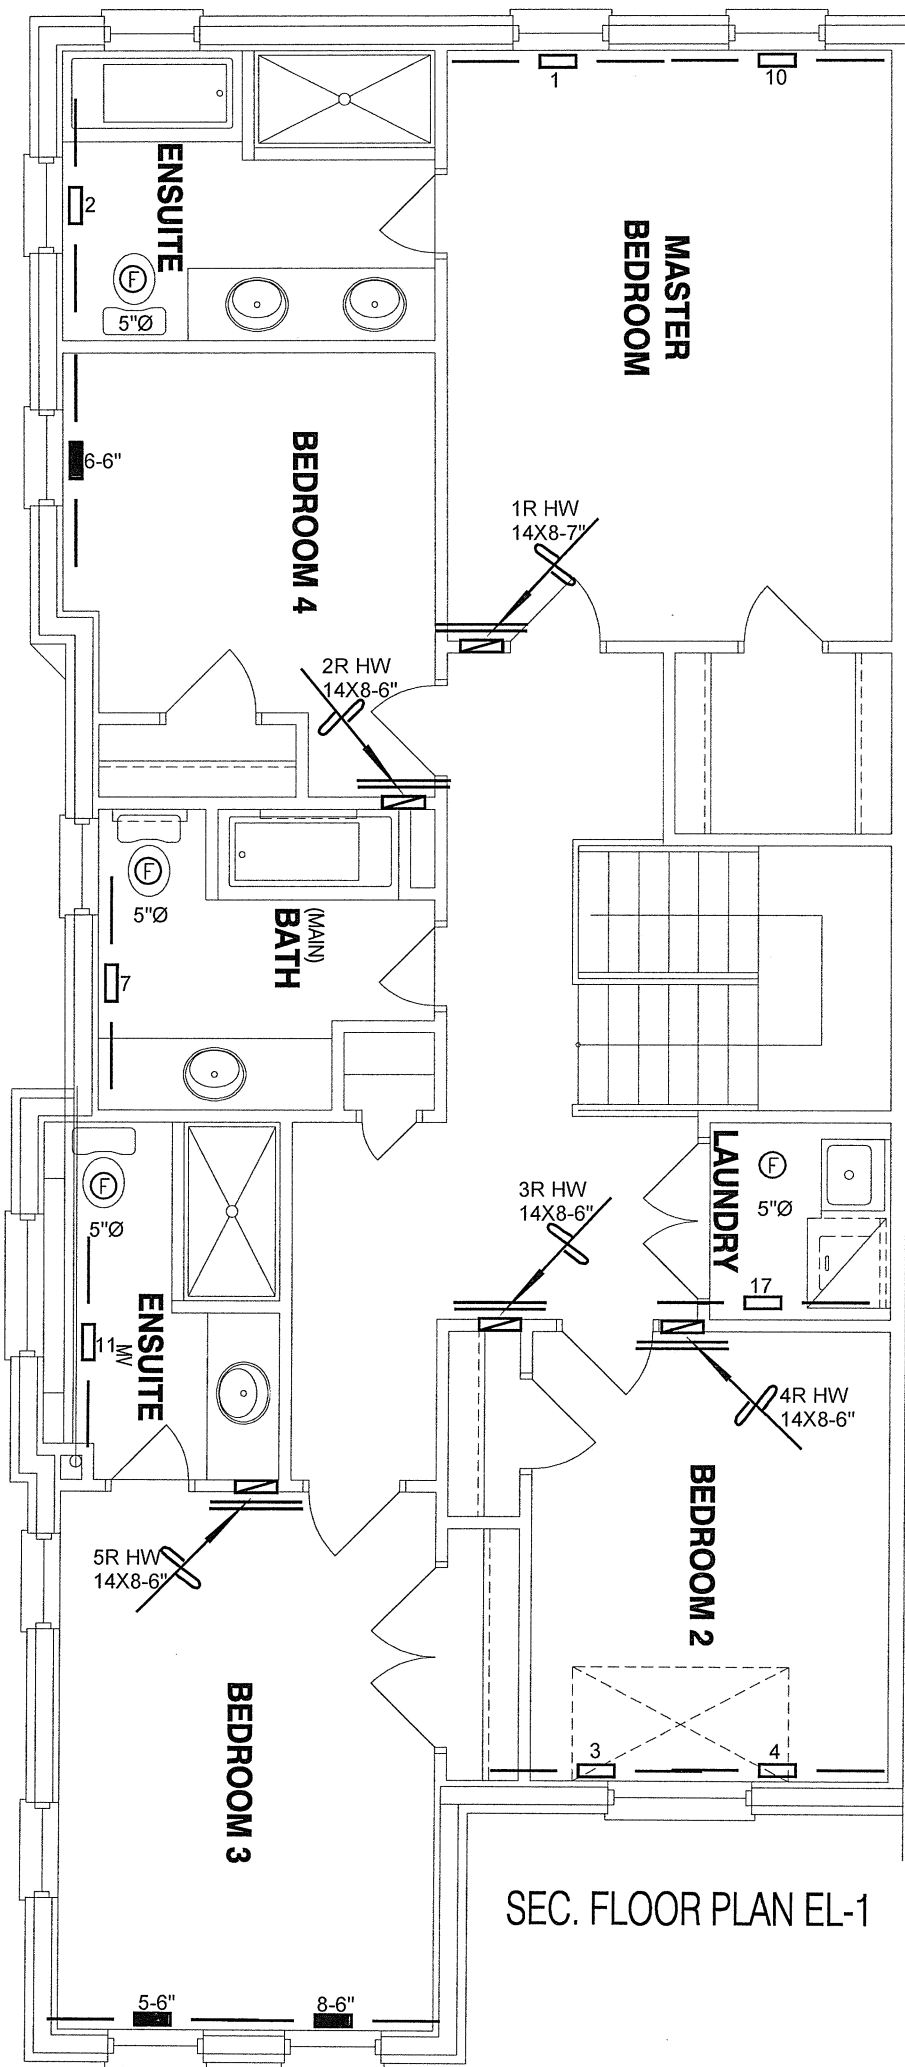 1
10
2
ENSUITE
F
5"Ø
MASTER
BEDROOM
6-6"
BEDROOM 4
1R HW
14X8-7"
2R HW
14X8-6"
F
5"Ø
(MAIN)
BATH
7
F
5"Ø
11
MV
ENSUITE
3R HW
14X8-6"
LAUNDRY
F
5"Ø
17
4R HW
14X8-6"
5R HW
14X8-6"
BEDROOM 2
BEDROOM 3
3
4
SEC. FLOOR PLAN EL-1
5-6"
8-6"